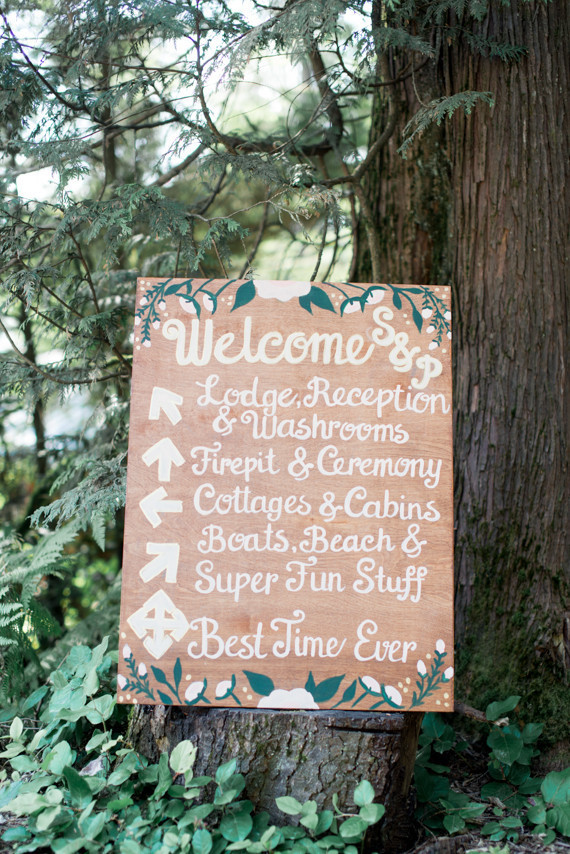 Welcome S&P
Lodge, Reception
& Washrooms
Firepit & Ceremony
Cottages & Cabins
Boats, Beach &
Super Fun Stuff
Best Time Ever